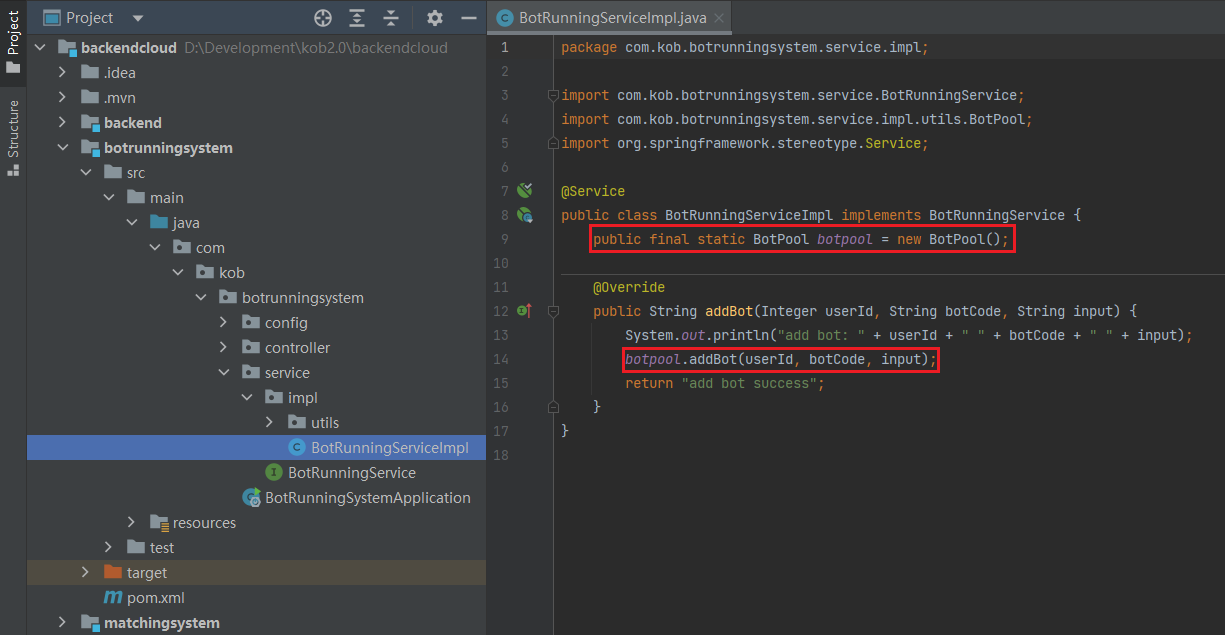 Project
Structure
Project
backendcloud D:\Development\kob2.0\backendcloud
.idea
.mvn
backend
botrunningsystem
src
main
java
com
kob
botrunningsystem
config
controller
service
impl
utils
BotRunningServiceImpl
BotRunningService
BotRunningSystemApplication
resources
test
target
pom.xml
matchingsystem
BotRunningServiceImpl.java
1 package com.kob.botrunningsystem.service.impl;
2
3 import com.kob.botrunningsystem.service.BotRunningService;
4 import com.kob.botrunningsystem.service.impl.utils.BotPool;
5 import org.springframework.stereotype.Service;
6
7 @Service
8 public class BotRunningServiceImpl implements BotRunningService {
9 public final static BotPool botpool = new BotPool();
10
11 @Override
12 public String addBot(Integer userId, String botCode, String input) {
13 System.out.println("add bot: " + userId + " " + botCode + " " + input);
14 botpool.addBot(userId, botCode, input);
15 return "add bot success";
16 }
17 }
18